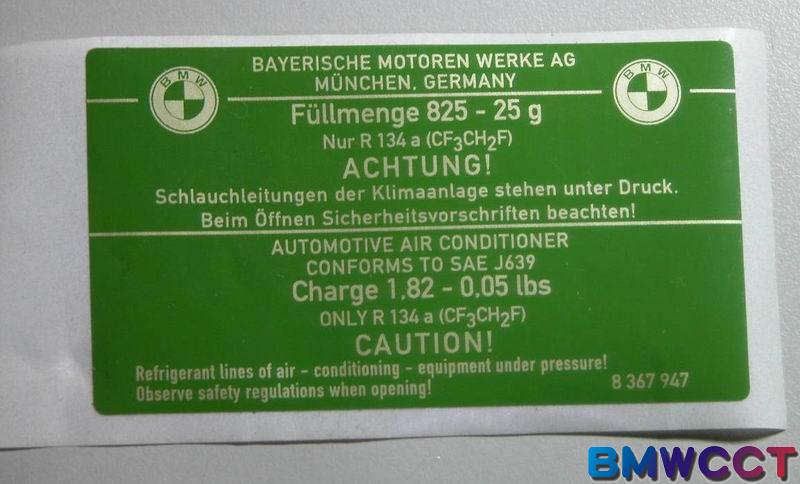 BAYERISCHE MOTOREN WERKE AG
MÜNCHEN, GERMANY
BMW
BMW
Füllmenge 825 - 25 g
Nur R 134 a (CF3CH2F)
ACHTUNG!
Schlauchleitungen der Klimaanlage stehen unter Druck.
Beim Öffnen Sicherheitsvorschriften beachten!
AUTOMOTIVE AIR CONDITIONER
CONFORMS TO SAE J639
Charge 1,82 - 0,05 lbs
ONLY R 134 a (CF3CH2F)
CAUTION!
Refrigerant lines of air - conditioning - equipment under pressure!
Observe safety regulations when opening!
8 367 947
BMWCCT